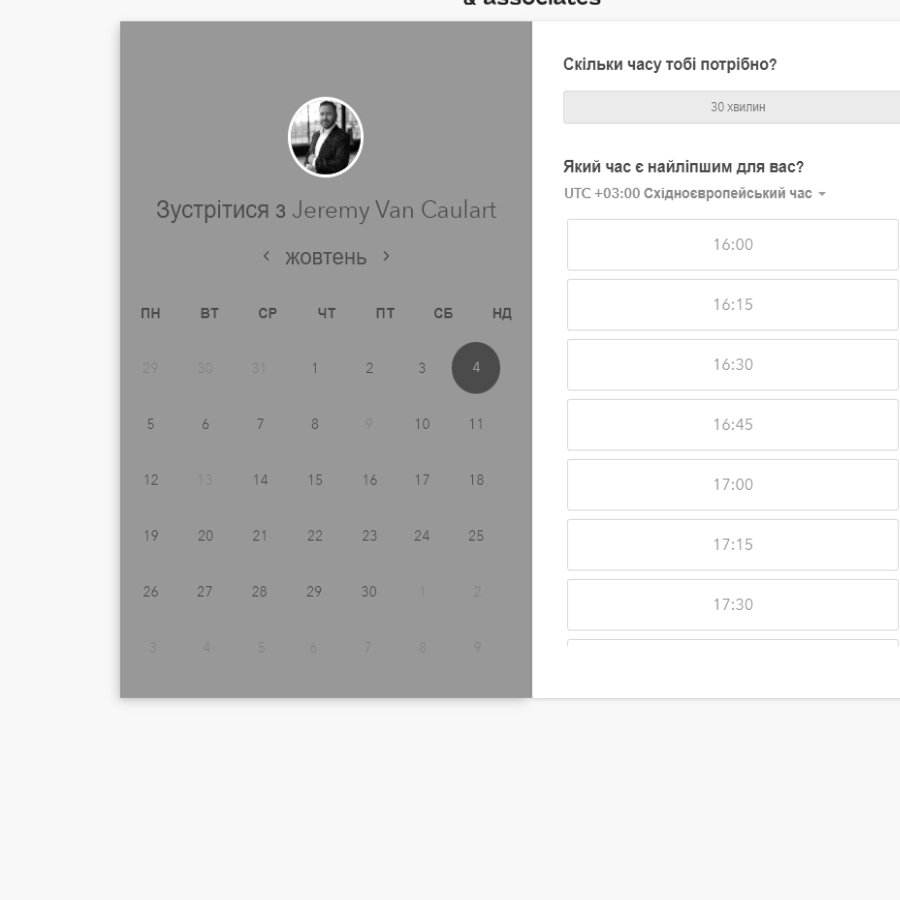 & associates
Зустрітися з Jeremy Van Caulart
жовтень
ПН ВТ СР ЧТ ПТ СБ НД
29 30 31 1 2 3 4
5 6 7 8 9 10 11
12 13 14 15 16 17 18
19 20 21 22 23 24 25
26 27 28 29 30 1 2
3 4 5 6 7 8 9
Скільки часу тобі потрібно?
30 хвилин
Який час є найліпшим для вас?
UTC +03:00 Східноєвропейський час
16:00
16:15
16:30
16:45
17:00
17:15
17:30